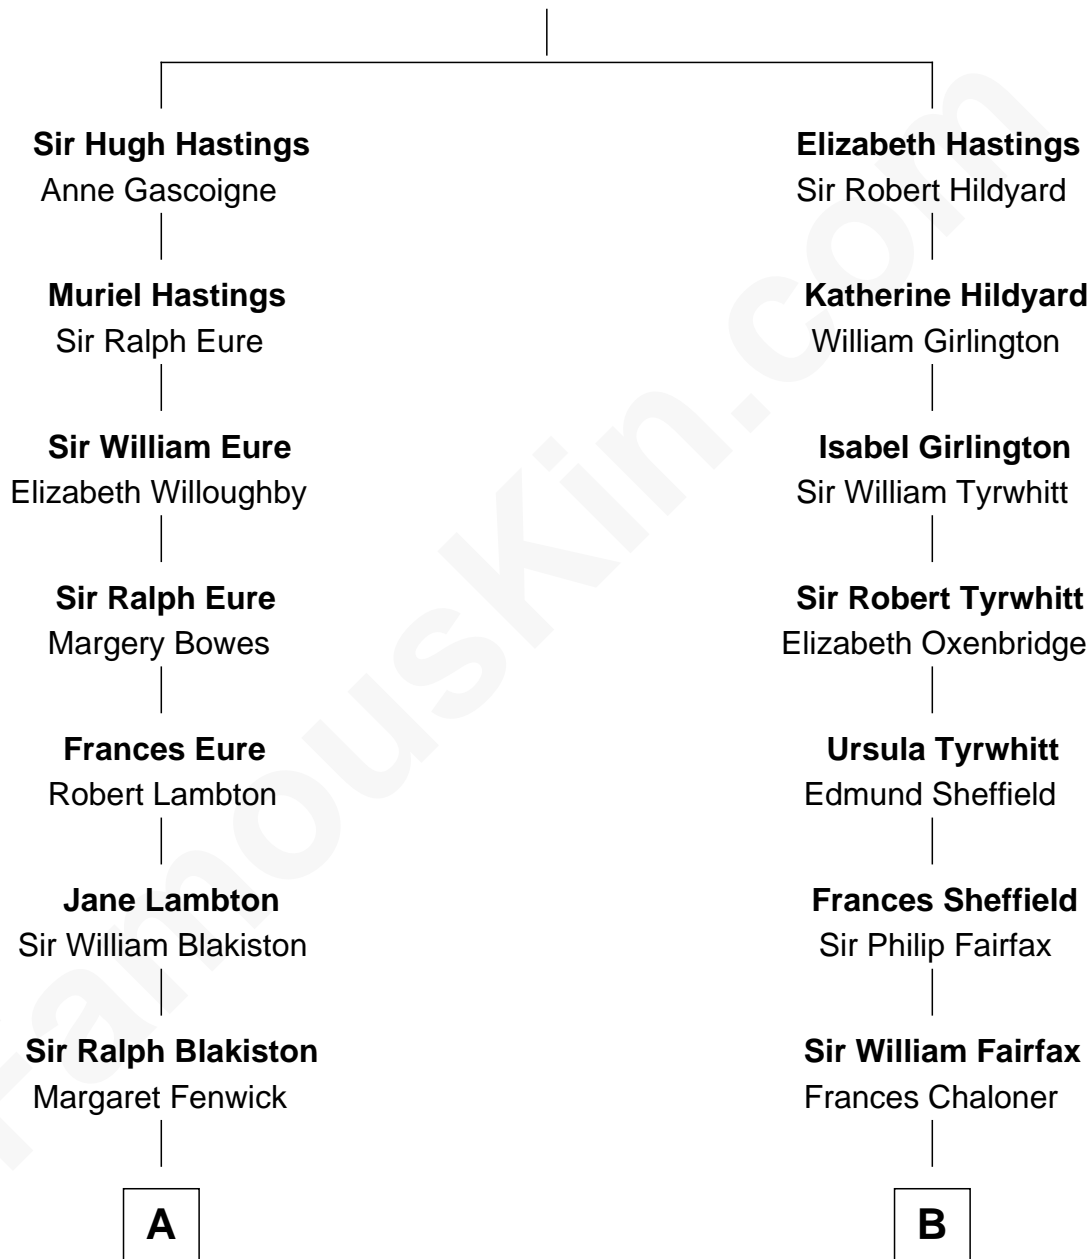 Sir Hugh Hastings
Anne Gascoigne
Muriel Hastings
Sir Ralph Eure
Sir William Eure
Elizabeth Willoughby
Sir Ralph Eure
Margery Bowes
Frances Eure
Robert Lambton
Jane Lambton
Sir William Blakiston
Sir Ralph Blakiston
Margaret Fenwick
A
Elizabeth Hastings
Sir Robert Hildyard
Katherine Hildyard
William Girlington
Isabel Girlington
Sir William Tyrwhitt
Sir Robert Tyrwhitt
Elizabeth Oxenbridge
Ursula Tyrwhitt
Edmund Sheffield
Frances Sheffield
Sir Philip Fairfax
Sir William Fairfax
Frances Chaloner
B
FamousKin.com